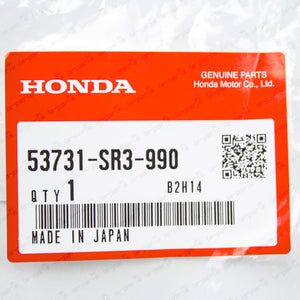 HONDA
GENUINE PARTS
Honda Motor Co., Ltd.
53731-SR3-990
QTY 1
B2H14
MADE IN JAPAN